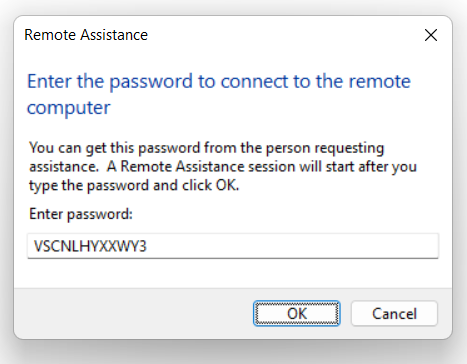 Remote Assistance
Enter the password to connect to the remote
computer
You can get this password from the person requesting
assistance.  A Remote Assistance session will start after you
type the password and click OK.
Enter password:
VSCNLHYXXWY3
OK
Cancel